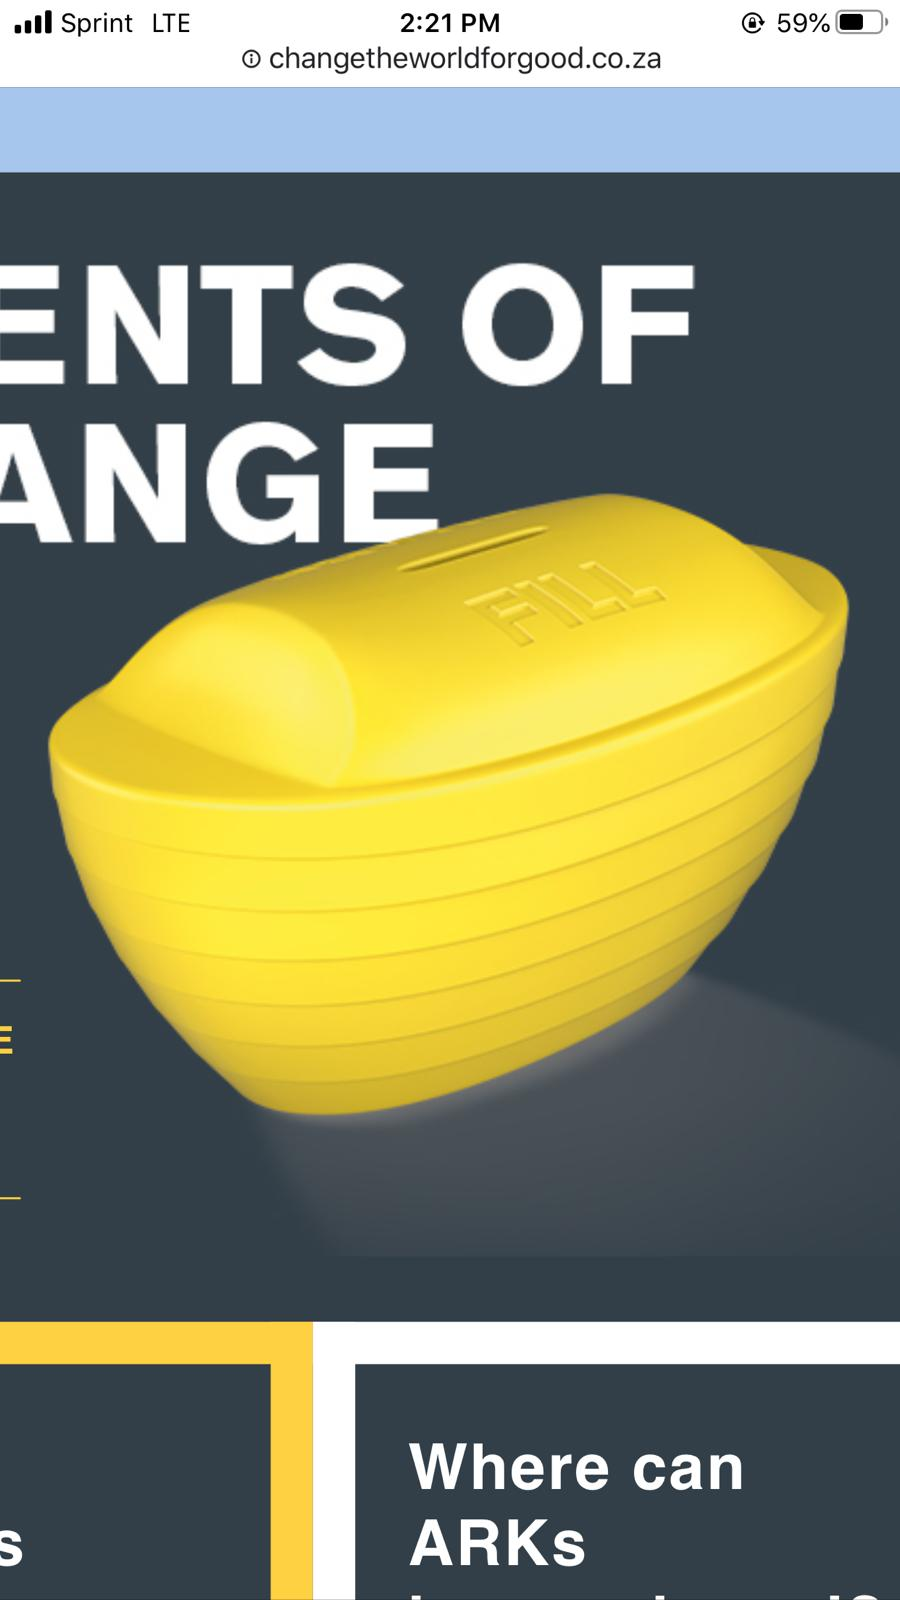 Sprint LTE 2:21 PM 59%
changetheworldforgood.co.za
ENTS OF
ANGE
FILL
E
s
Where can
ARKs